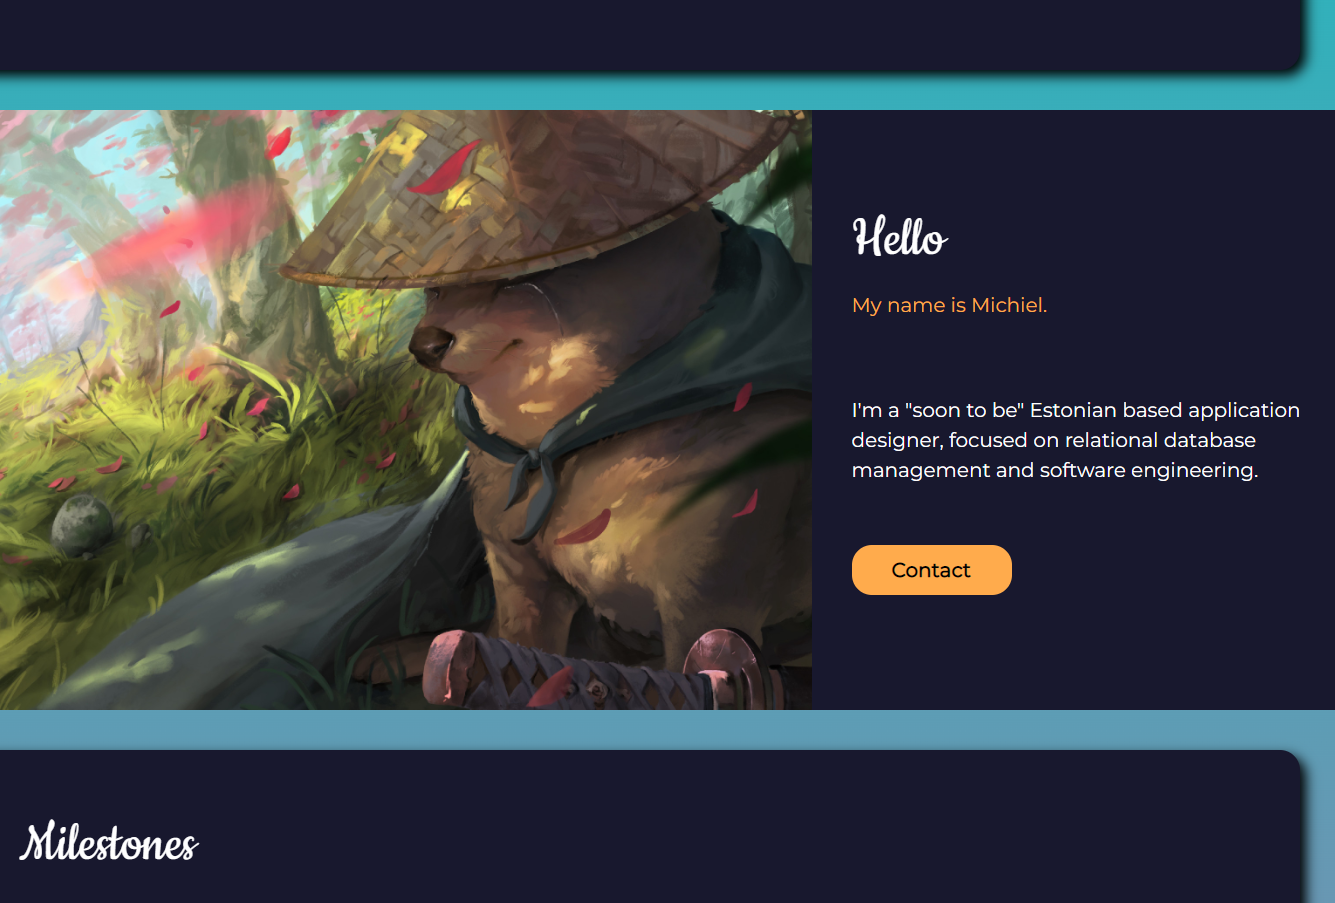 Hello
My name is Michiel.
I'm a "soon to be" Estonian based application
designer, focused on relational database
management and software engineering.
Contact
Milestones